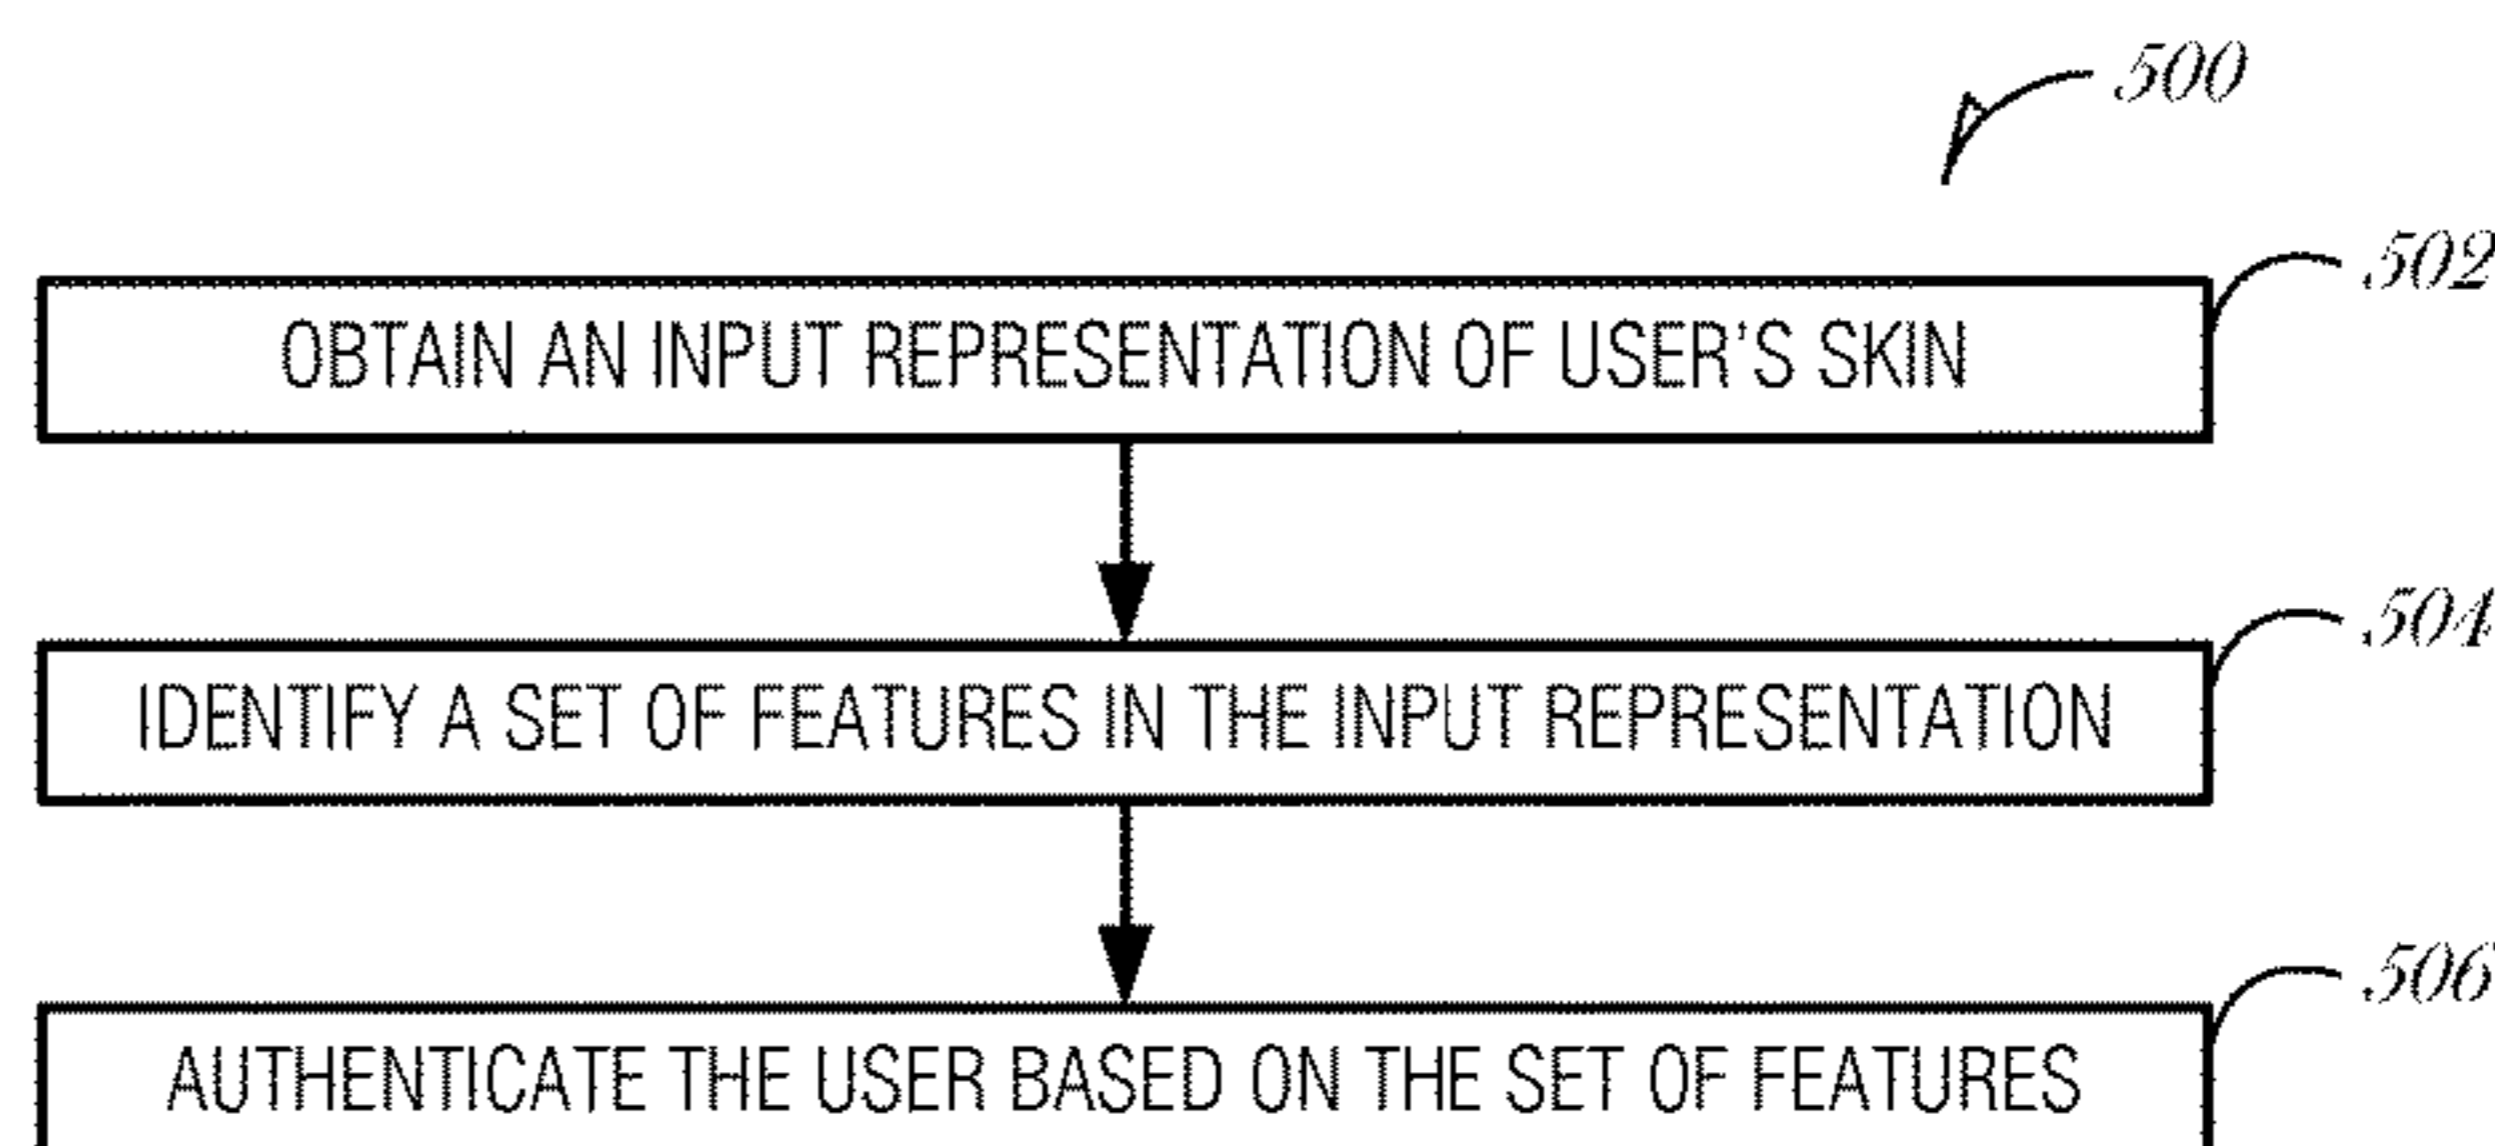 500
502
OBTAIN AN INPUT REPRESENTATION OF USER'S SKIN
504
IDENTIFY A SET OF FEATURES IN THE INPUT REPRESENTATION
506
AUTHENTICATE THE USER BASED ON THE SET OF FEATURES